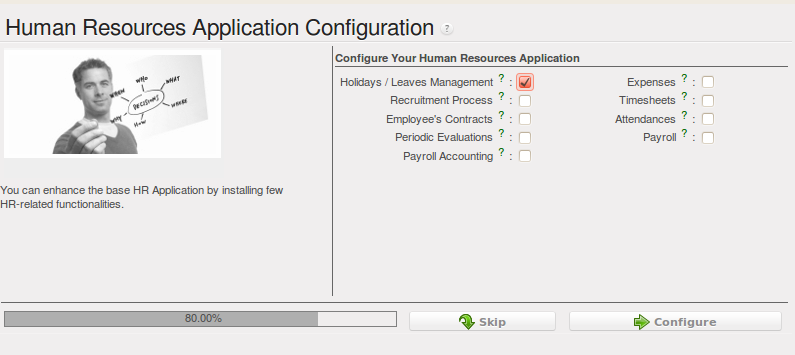 Human Resources Application Configuration ?
WHO
WHAT
WHEN
DECISIONS
WHERE
WHY
HOW
You can enhance the base HR Application by installing few
HR-related functionalities.
Configure Your Human Resources Application
Holidays / Leaves Management ? :
Expenses ? :
Recruitment Process ? :
Timesheets ? :
Employee's Contracts ? :
Attendances ? :
Periodic Evaluations ? :
Payroll ? :
Payroll Accounting ? :
80.00%
Skip
Configure